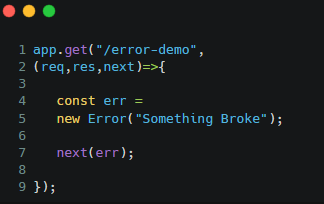 1 app.get("/error-demo",
2 (req,res,next)=>{
3
4    const err =
5    new Error("Something Broke");
6
7    next(err);
8
9 });